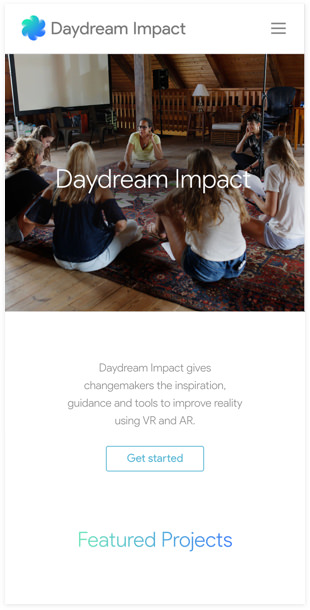 Daydream Impact
Daydream Impact
Daydream Impact gives
changemakers the inspiration,
guidance and tools to improve reality
using VR and AR.
Get started
Featured Projects